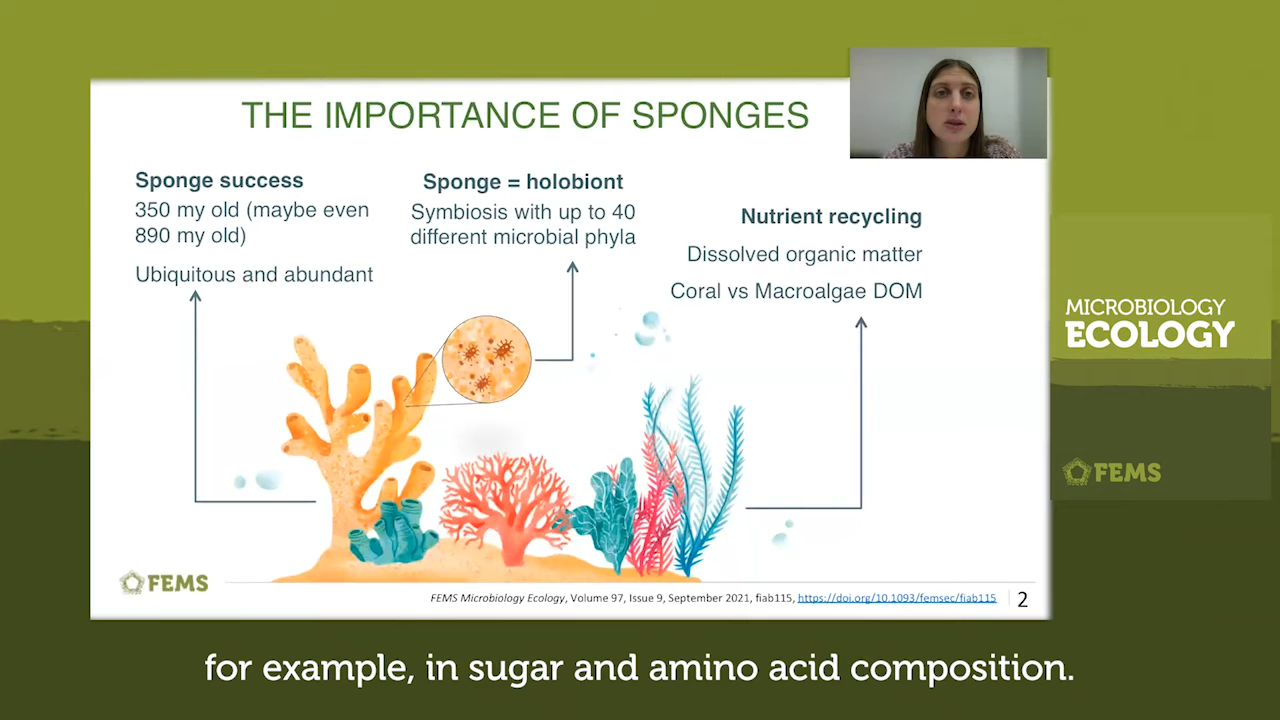 THE IMPORTANCE OF SPONGES
Sponge success
350 my old (maybe even
890 my old)
Ubiquitous and abundant
Sponge = holobiont
Symbiosis with up to 40
different microbial phyla
Nutrient recycling
Dissolved organic matter
Coral vs Macroalgae DOM
MICROBIOLOGY
ECOLOGY
FEMS
FEMS
FEMS Microbiology Ecology, Volume 97, Issue 9, September 2021, fiab115, https://doi.org/10.1093/femsec/fiab115
2
for example, in sugar and amino acid composition.